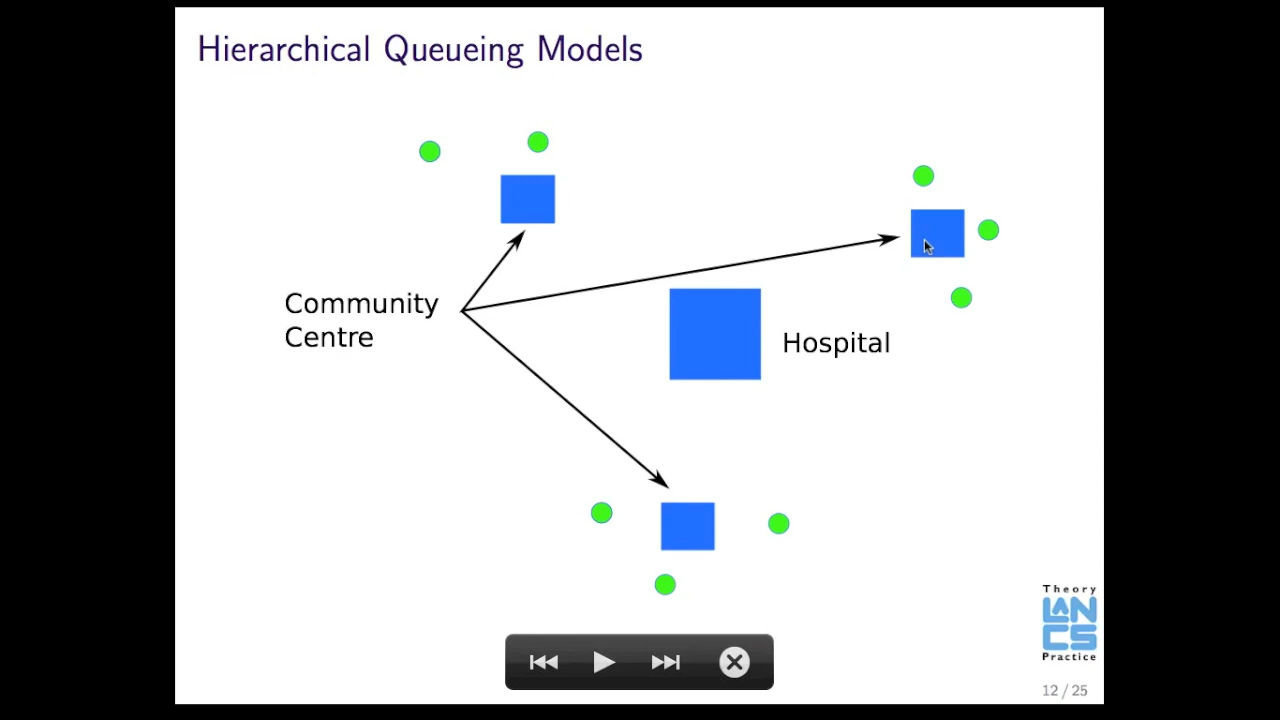 Hierarchical Queueing Models
Community
Centre
Hospital
Theory
LANCS
Practice
12 / 25